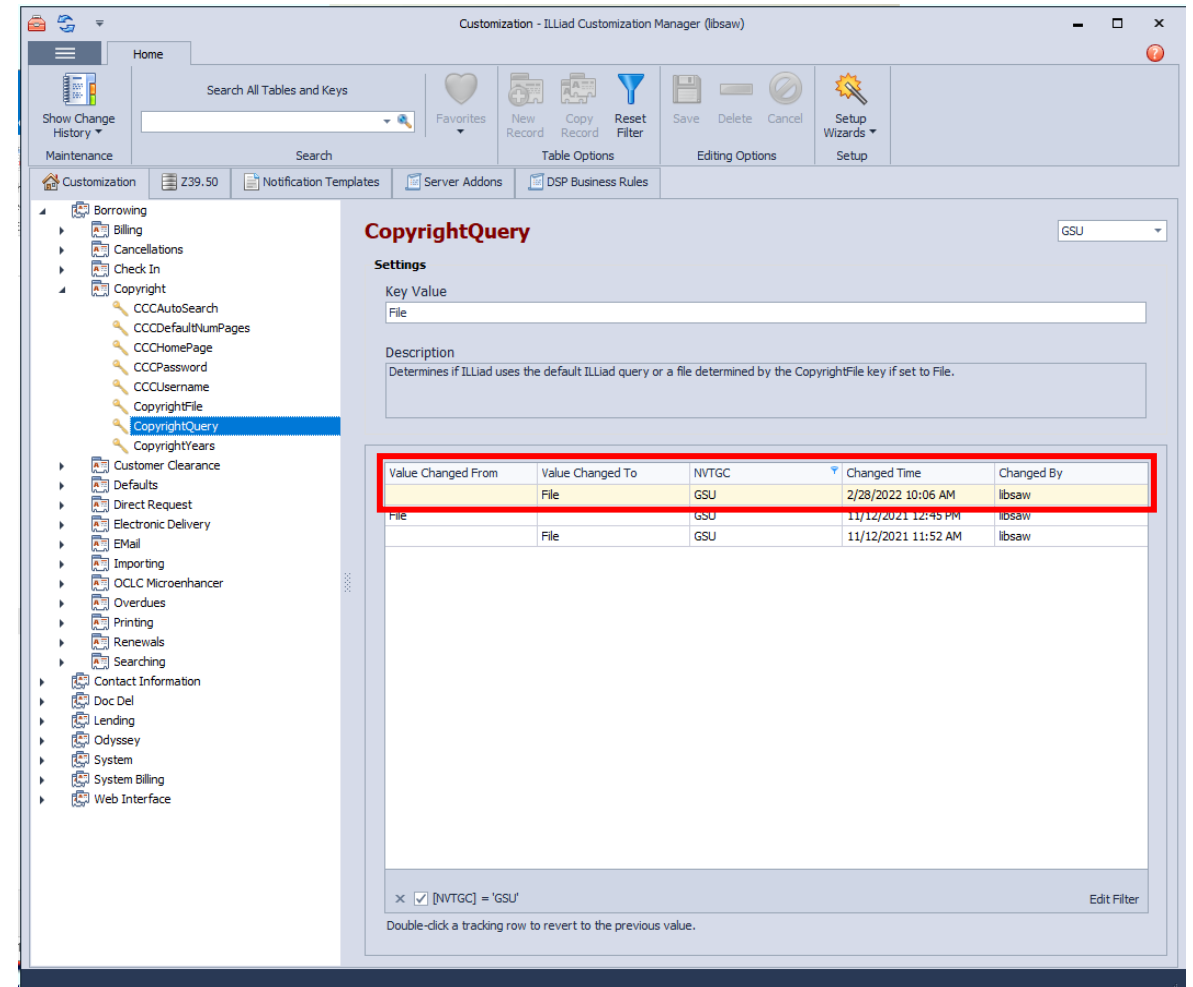 Customization - ILLiad Customization Manager (libsaw)
Home
Search All Tables and Keys
Show Change History
Favorites
New Record
Copy Record
Reset Filter
Save
Delete
Cancel
Setup Wizards
Maintenance
Search
Table Options
Editing Options
Setup
Customization
Z39.50
Notification Templates
Server Addons
DSP Business Rules
Borrowing
Billing
Cancellations
Check In
Copyright
CCCAutoSearch
CCCDefaultNumPages
CCCHomePage
CCCPassword
CCCUsername
CopyrightFile
CopyrightQuery
CopyrightYears
Customer Clearance
Defaults
Direct Request
Electronic Delivery
EMail
Importing
OCLC Microenhancer
Overdues
Printing
Renewals
Searching
Contact Information
Doc Del
Lending
Odyssey
System
System Billing
Web Interface
CopyrightQuery
GSU
Settings
Key Value
File
Description
Determines if ILLiad uses the default ILLiad query or a file determined by the CopyrightFile key if set to File.
Value Changed From Value Changed To NVTGC Changed Time Changed By
File GSU 2/28/2022 10:06 AM libsaw
File GSU 11/12/2021 12:45 PM libsaw
File GSU 11/12/2021 11:52 AM libsaw
[NVTGC] = 'GSU'
Edit Filter
Double-click a tracking row to revert to the previous value.